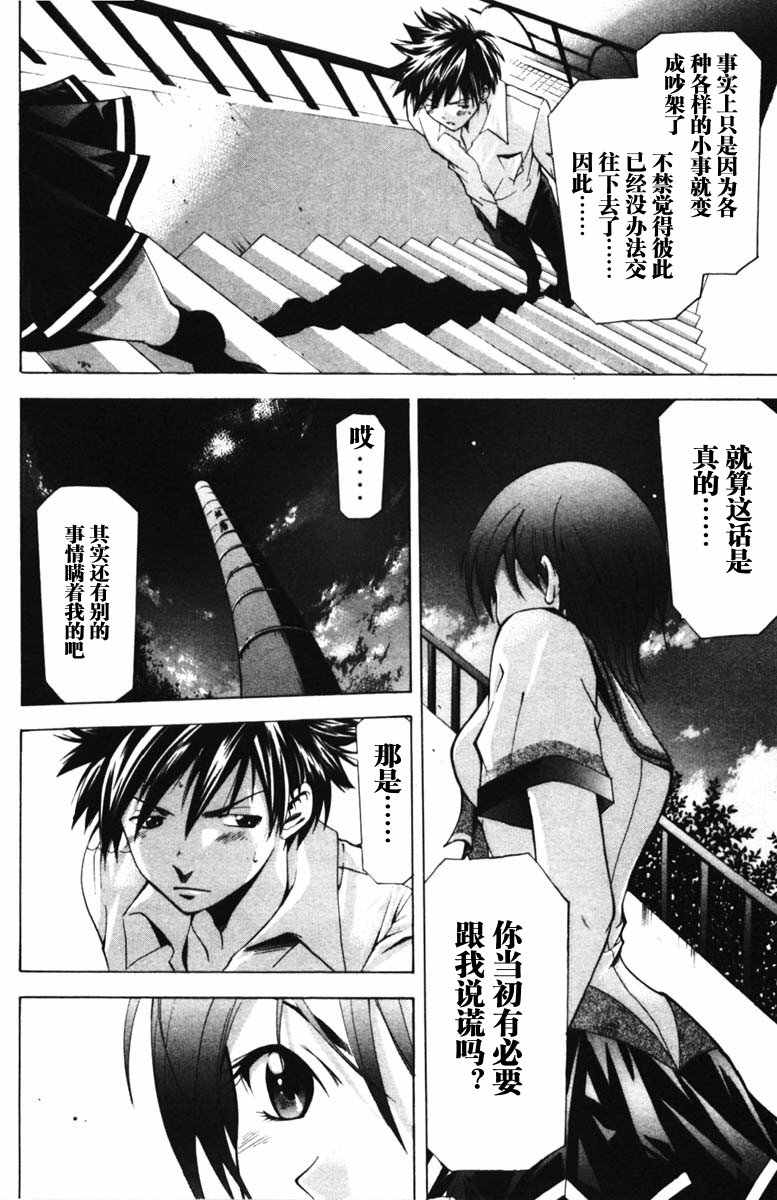 事实上只是因为各
种各样的小事就变
成吵架了
不禁觉得彼此
已经没办法交
往下去了……
因此……
就算这话是
真的……
你当初有必要
跟我说谎吗?
哎····
其实还有别的
事情瞒着我的吧
那是……